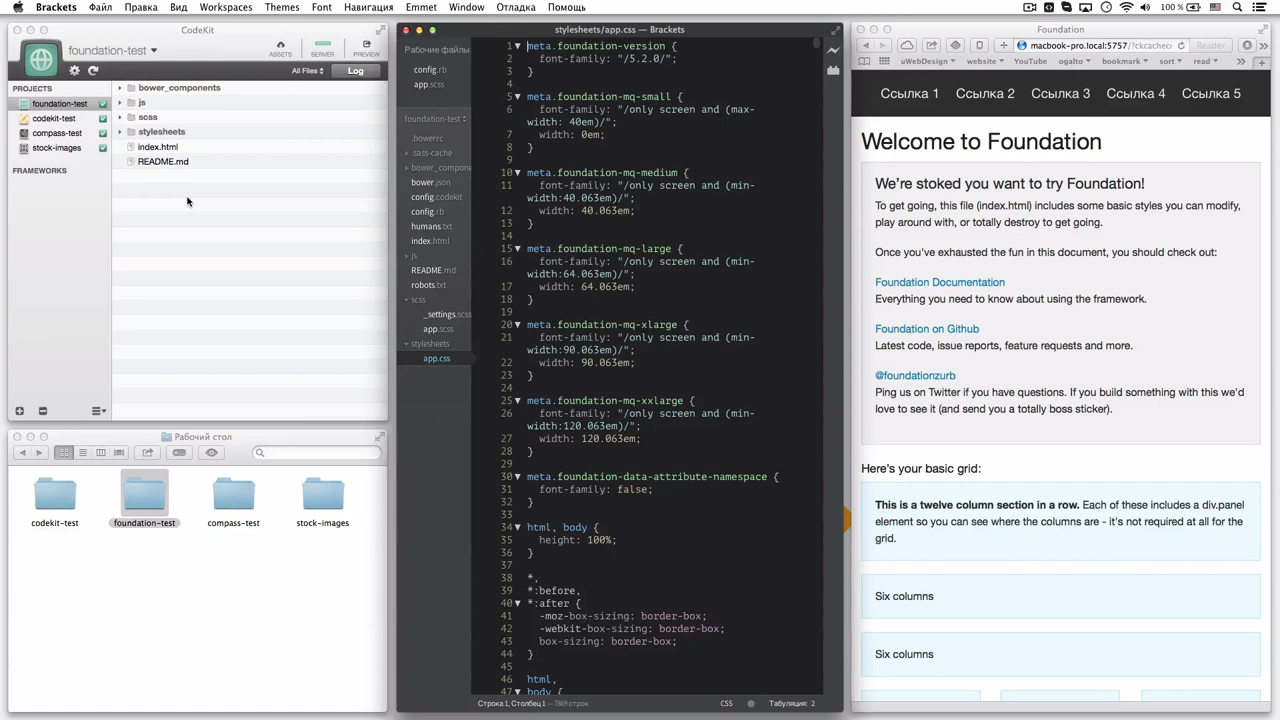 Brackets Файл Правка Вид Workspaces Themes Font Навигация Emmet Window Отладка Помощь 100 %
CodeKit
foundation-test
ASSETS SERVER PREVIEW
All Files Log
PROJECTS
foundation-test
codekit-test
compass-test
stock-images
FRAMEWORKS
bower_components
js
scss
stylesheets
index.html
README.md
Рабочий стол
codekit-test foundation-test compass-test stock-images
stylesheets/app.css — Brackets
Рабочие файлы
config.rb
app.scss
foundation-test
.bowerrc
.sass-cache
bower_compone
bower.json
config.codekit
config.rb
humans.txt
index.html
js
README.md
robots.txt
scss
_settings.scss
app.scss
stylesheets
app.css
1 meta.foundation-version {
2 font-family: "/5.2.0/";
3 }
4
5 meta.foundation-mq-small {
6 font-family: "/only screen and (max-
width: 40em)/";
7 width: 0em;
8 }
9
10 meta.foundation-mq-medium {
11 font-family: "/only screen and (min-
width:40.063em)/";
12 width: 40.063em;
13 }
14
15 meta.foundation-mq-large {
16 font-family: "/only screen and (min-
width:64.063em)/";
17 width: 64.063em;
18 }
19
20 meta.foundation-mq-xlarge {
21 font-family: "/only screen and (min-
width:90.063em)/";
22 width: 90.063em;
23 }
24
25 meta.foundation-mq-xxlarge {
26 font-family: "/only screen and (min-
width:120.063em)/";
27 width: 120.063em;
28 }
29
30 meta.foundation-data-attribute-namespace {
31 font-family: false;
32 }
33
34 html, body {
35 height: 100%;
36 }
37
38 *,
39 *:before,
40 *:after {
41 -moz-box-sizing: border-box;
42 -webkit-box-sizing: border-box;
43 box-sizing: border-box;
44 }
45
46 html,
47 body {
Строка 1, Столбец 1 — строк CSS Табуляция: 2
Foundation
macbook-pro.local:5757/?ckcachec Reader
uWebDesign website YouTube ogalto bookmark sort read
Ссылка 1 Ссылка 2 Ссылка 3 Ссылка 4 Ссылка 5
Welcome to Foundation
We're stoked you want to try Foundation!
To get going, this file (index.html) includes some basic styles you can modify,
play around with, or totally destroy to get going.
Once you've exhausted the fun in this document, you should check out:
Foundation Documentation
Everything you need to know about using the framework.
Foundation on Github
Latest code, issue reports, feature requests and more.
@foundationzurb
Ping us on Twitter if you have questions. If you build something with this we'd
love to see it (and send you a totally boss sticker).
Here's your basic grid:
This is a twelve column section in a row. Each of these includes a div.panel
element so you can see where the columns are - it's not required at all for the
grid.
Six columns
Six columns